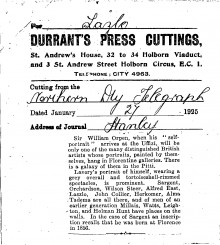 Laslo
DURRANT'S PRESS CUTTINGS,
St. Andrew's House, 32 to 34 Holborn Viaduct,
and 3 St. Andrew Street Holborn Circus, E.C. 1.
TELEPHONE: CITY 4963.
Cutting from the
Northern Dly Telegraph
Dated January 27 1925
Address of Journal Hanley
Sir William Orpen, when his "self-
portrait" arrives at the Uffizi, will be
only one of the many distinguished British
artists whose portraits, painted by them-
selves, hang in Florentine galleries. There
is a galaxy of them in the Pitti.
Lavery's portrait of himself, wearing a
grey overall and tortoiseshell-rimmed
spectacles, is prominent. Sargent,
Orchardson, Wilson Steer, Alfred East,
Laszlo, John Collier, Herkomer, Alma
Tadema are all there, and of men of an
earlier generation Millais, Watts, Leigh-
ton, and Holman Hunt have places on the
walls. In the case of Sargent an inscrip-
tion recalls that he was born at Florence
in 1856.